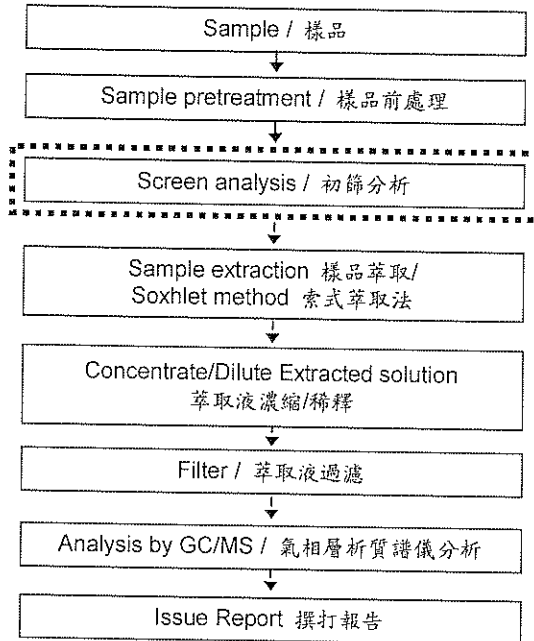 Sample / 樣品
Sample pretreatment / 樣品前處理
Screen analysis / 初篩分析
Sample extraction 樣品萃取/
Soxhlet method 索式萃取法
Concentrate/Dilute Extracted solution
萃取液濃縮/稀釋
Filter / 萃取液過濾
Analysis by GC/MS / 氣相層析質譜儀分析
Issue Report 撰打報告